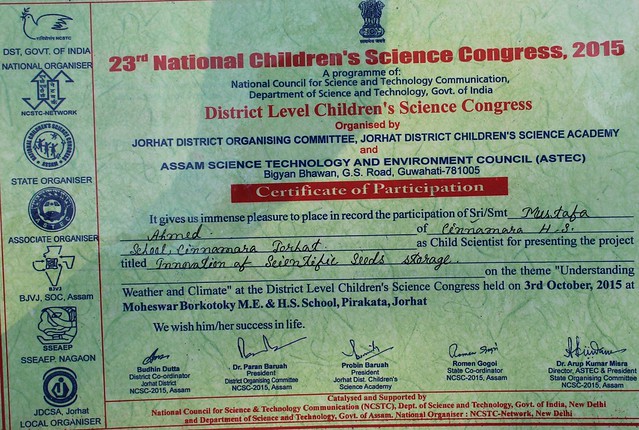 NCSTC
DST, GOVT. OF INDIA
NATIONAL ORGANISER
NCSTC-NETWORK
STATE ORGANISER
ASSOCIATE ORGANISER
BJVJ
BJVJ, SOC, Assam
SSEAEP
SSEAEP, NAGAON
JDCSA, Jorhat
LOCAL ORGANISER
23rd National Children's Science Congress, 2015
A programme of:
National Council for Science and Technology Communication,
Department of Science and Technology, Govt. of India
District Level Children's Science Congress
Organised by
JORHAT DISTRICT ORGANISING COMMITTEE, JORHAT DISTRICT CHILDREN'S SCIENCE ACADEMY
and
ASSAM SCIENCE TECHNOLOGY AND ENVIRONMENT COUNCIL (ASTEC)
Bigyan Bhawan, G.S. Road, Guwahati-781005
Certificate of Participation
It gives us immense pleasure to place in record the participation of Sri/Smt Mustafa
Ahmed of Cinnamara H.S.
School, Cinnamara Jorhat as Child Scientist for presenting the project
titled Innovation of Scientific Seeds storage. on the theme "Understanding
Weather and Climate" at the District Level Children's Science Congress held on 3rd October, 2015 at
Moheswar Borkotoky M.E. & H.S. School, Pirakata, Jorhat
We wish him/her success in life.
Budhin Dutta
District Co-ordinator
Jorhat District
NCSC-2015, Assam
Dr. Paran Baruah
President
District Organising Committee
NCSC-2015, Assam
Probin Baruah
President
Jorhat Dist. Children's
Science Academy
Romen Gogoi
State Co-ordinator
NCSC-2015, Assam
Dr. Arup Kumar Misra
Director, ASTEC & President
State Organising Committee
NCSC-2015, Assam
Catalysed and Supported by
National Council for Science & Technology Communication (NCSTC), Dept. of Science and Technology, Govt. of India, New Delhi
and Department of Science and Technology, Govt. of Assam. National Organiser : NCSTC-Network, New Delhi